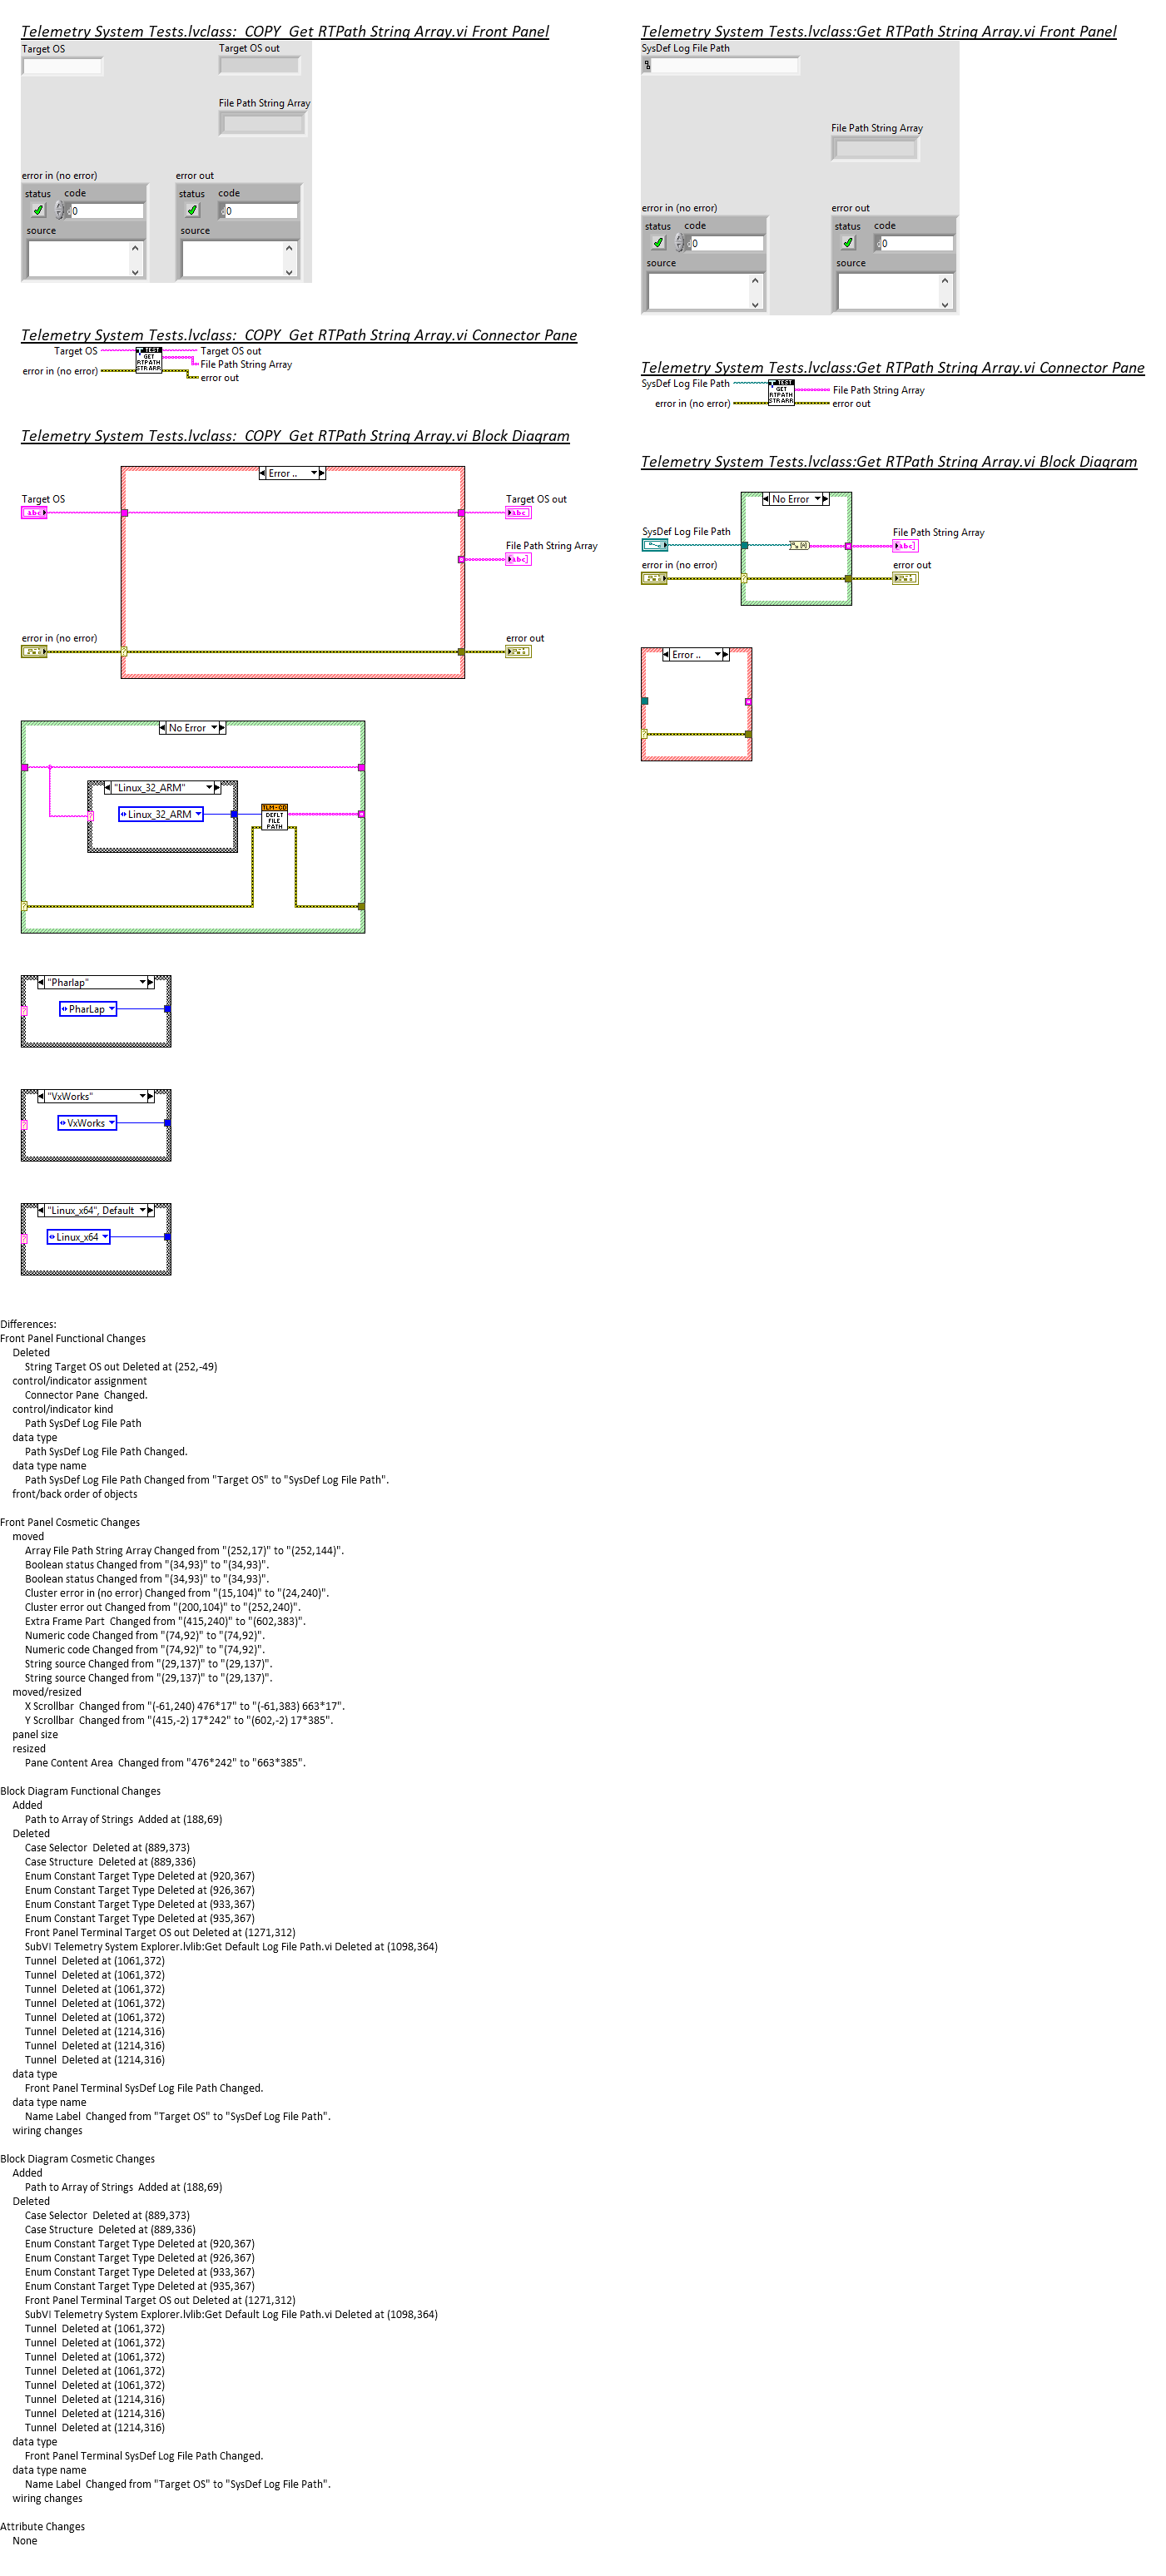 Telemetry System Tests.lvclass:_COPY_Get RTPath String Array.vi Front Panel
Target OS
Target OS out
File Path String Array
error in (no error)
error out
status
code
status
code
0
0
source
source
Telemetry System Tests.lvclass:_COPY_Get RTPath String Array.vi Connector Pane
Target OS
TEST
GET
RTPATH
STR ARR
Target OS out
File Path String Array
error in (no error)
error out
Telemetry System Tests.lvclass:_COPY_Get RTPath String Array.vi Block Diagram
Error ..
Target OS
abc
Target OS out
abc
File Path String Array
abc
error in (no error)
error out
No Error
"Linux_32_ARM"
Linux_32_ARM
TLM-CD
DEFLT
FILE
PATH
"Pharlap"
PharLap
"VxWorks"
VxWorks
"Linux_x64", Default
Linux_x64
Telemetry System Tests.lvclass:Get RTPath String Array.vi Front Panel
SysDef Log File Path
File Path String Array
error in (no error)
error out
status
code
status
code
0
0
source
source
Telemetry System Tests.lvclass:Get RTPath String Array.vi Connector Pane
SysDef Log File Path
TEST
GET
RTPATH
STR ARR
File Path String Array
error in (no error)
error out
Telemetry System Tests.lvclass:Get RTPath String Array.vi Block Diagram
No Error
SysDef Log File Path
File Path String Array
abc
error in (no error)
error out
Error ..
Differences:
Front Panel Functional Changes
Deleted
String Target OS out Deleted at (252,-49)
control/indicator assignment
Connector Pane  Changed.
control/indicator kind
Path SysDef Log File Path
data type
Path SysDef Log File Path Changed.
data type name
Path SysDef Log File Path Changed from "Target OS" to "SysDef Log File Path".
front/back order of objects
Front Panel Cosmetic Changes
moved
Array File Path String Array Changed from "(252,17)" to "(252,144)".
Boolean status Changed from "(34,93)" to "(34,93)".
Boolean status Changed from "(34,93)" to "(34,93)".
Cluster error in (no error) Changed from "(15,104)" to "(24,240)".
Cluster error out Changed from "(200,104)" to "(252,240)".
Extra Frame Part  Changed from "(415,240)" to "(602,383)".
Numeric code Changed from "(74,92)" to "(74,92)".
Numeric code Changed from "(74,92)" to "(74,92)".
String source Changed from "(29,137)" to "(29,137)".
String source Changed from "(29,137)" to "(29,137)".
moved/resized
X Scrollbar  Changed from "(-61,240) 476*17" to "(-61,383) 663*17".
Y Scrollbar  Changed from "(415,-2) 17*242" to "(602,-2) 17*385".
panel size
resized
Pane Content Area  Changed from "476*242" to "663*385".
Block Diagram Functional Changes
Added
Path to Array of Strings  Added at (188,69)
Deleted
Case Selector  Deleted at (889,373)
Case Structure  Deleted at (889,336)
Enum Constant Target Type Deleted at (920,367)
Enum Constant Target Type Deleted at (926,367)
Enum Constant Target Type Deleted at (933,367)
Enum Constant Target Type Deleted at (935,367)
Front Panel Terminal Target OS out Deleted at (1271,312)
SubVI Telemetry System Explorer.lvlib:Get Default Log File Path.vi Deleted at (1098,364)
Tunnel  Deleted at (1061,372)
Tunnel  Deleted at (1061,372)
Tunnel  Deleted at (1061,372)
Tunnel  Deleted at (1061,372)
Tunnel  Deleted at (1061,372)
Tunnel  Deleted at (1214,316)
Tunnel  Deleted at (1214,316)
Tunnel  Deleted at (1214,316)
data type
Front Panel Terminal SysDef Log File Path Changed.
data type name
Name Label  Changed from "Target OS" to "SysDef Log File Path".
wiring changes
Block Diagram Cosmetic Changes
Added
Path to Array of Strings  Added at (188,69)
Deleted
Case Selector  Deleted at (889,373)
Case Structure  Deleted at (889,336)
Enum Constant Target Type Deleted at (920,367)
Enum Constant Target Type Deleted at (926,367)
Enum Constant Target Type Deleted at (933,367)
Enum Constant Target Type Deleted at (935,367)
Front Panel Terminal Target OS out Deleted at (1271,312)
SubVI Telemetry System Explorer.lvlib:Get Default Log File Path.vi Deleted at (1098,364)
Tunnel  Deleted at (1061,372)
Tunnel  Deleted at (1061,372)
Tunnel  Deleted at (1061,372)
Tunnel  Deleted at (1061,372)
Tunnel  Deleted at (1061,372)
Tunnel  Deleted at (1214,316)
Tunnel  Deleted at (1214,316)
Tunnel  Deleted at (1214,316)
data type
Front Panel Terminal SysDef Log File Path Changed.
data type name
Name Label  Changed from "Target OS" to "SysDef Log File Path".
wiring changes
Attribute Changes
None